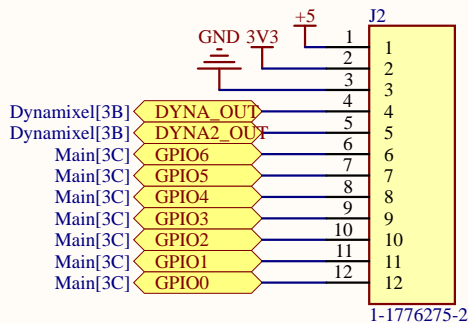 J2
+5
GND 3V3
1 1
2 2
3 3
Dynamixel[3B] DYNA_OUT 4 4
Dynamixel[3B] DYNA2_OUT 5 5
Main[3C] GPIO6 6 6
Main[3C] GPIO5 7 7
Main[3C] GPIO4 8 8
Main[3C] GPIO3 9 9
Main[3C] GPIO2 10 10
Main[3C] GPIO1 11 11
Main[3C] GPIO0 12 12
1-1776275-2